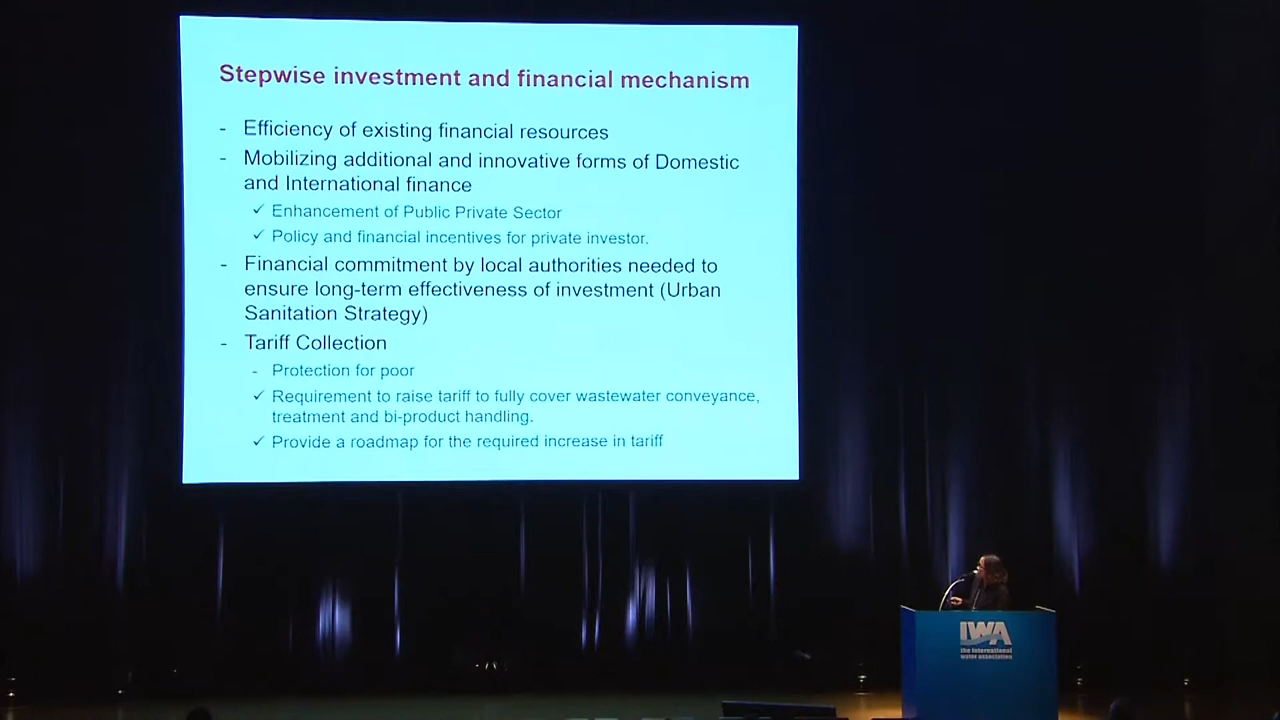 Stepwise investment and financial mechanism
- Efficiency of existing financial resources
- Mobilizing additional and innovative forms of Domestic
and International finance
✓ Enhancement of Public Private Sector
✓ Policy and financial incentives for private investor.
- Financial commitment by local authorities needed to
ensure long-term effectiveness of investment (Urban
Sanitation Strategy)
- Tariff Collection
- Protection for poor
✓ Requirement to raise tariff to fully cover wastewater conveyance,
treatment and bi-product handling.
✓ Provide a roadmap for the required increase in tariff
IWA
the international
water association